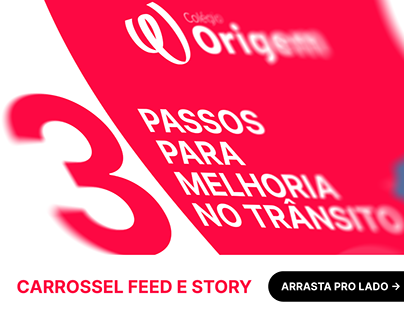 Colégio
Origem
3
PASSOS
PARA
MELHORIA
NO TRÂNSITO
CARROSSEL FEED E STORY
ARRASTA PRO LADO →